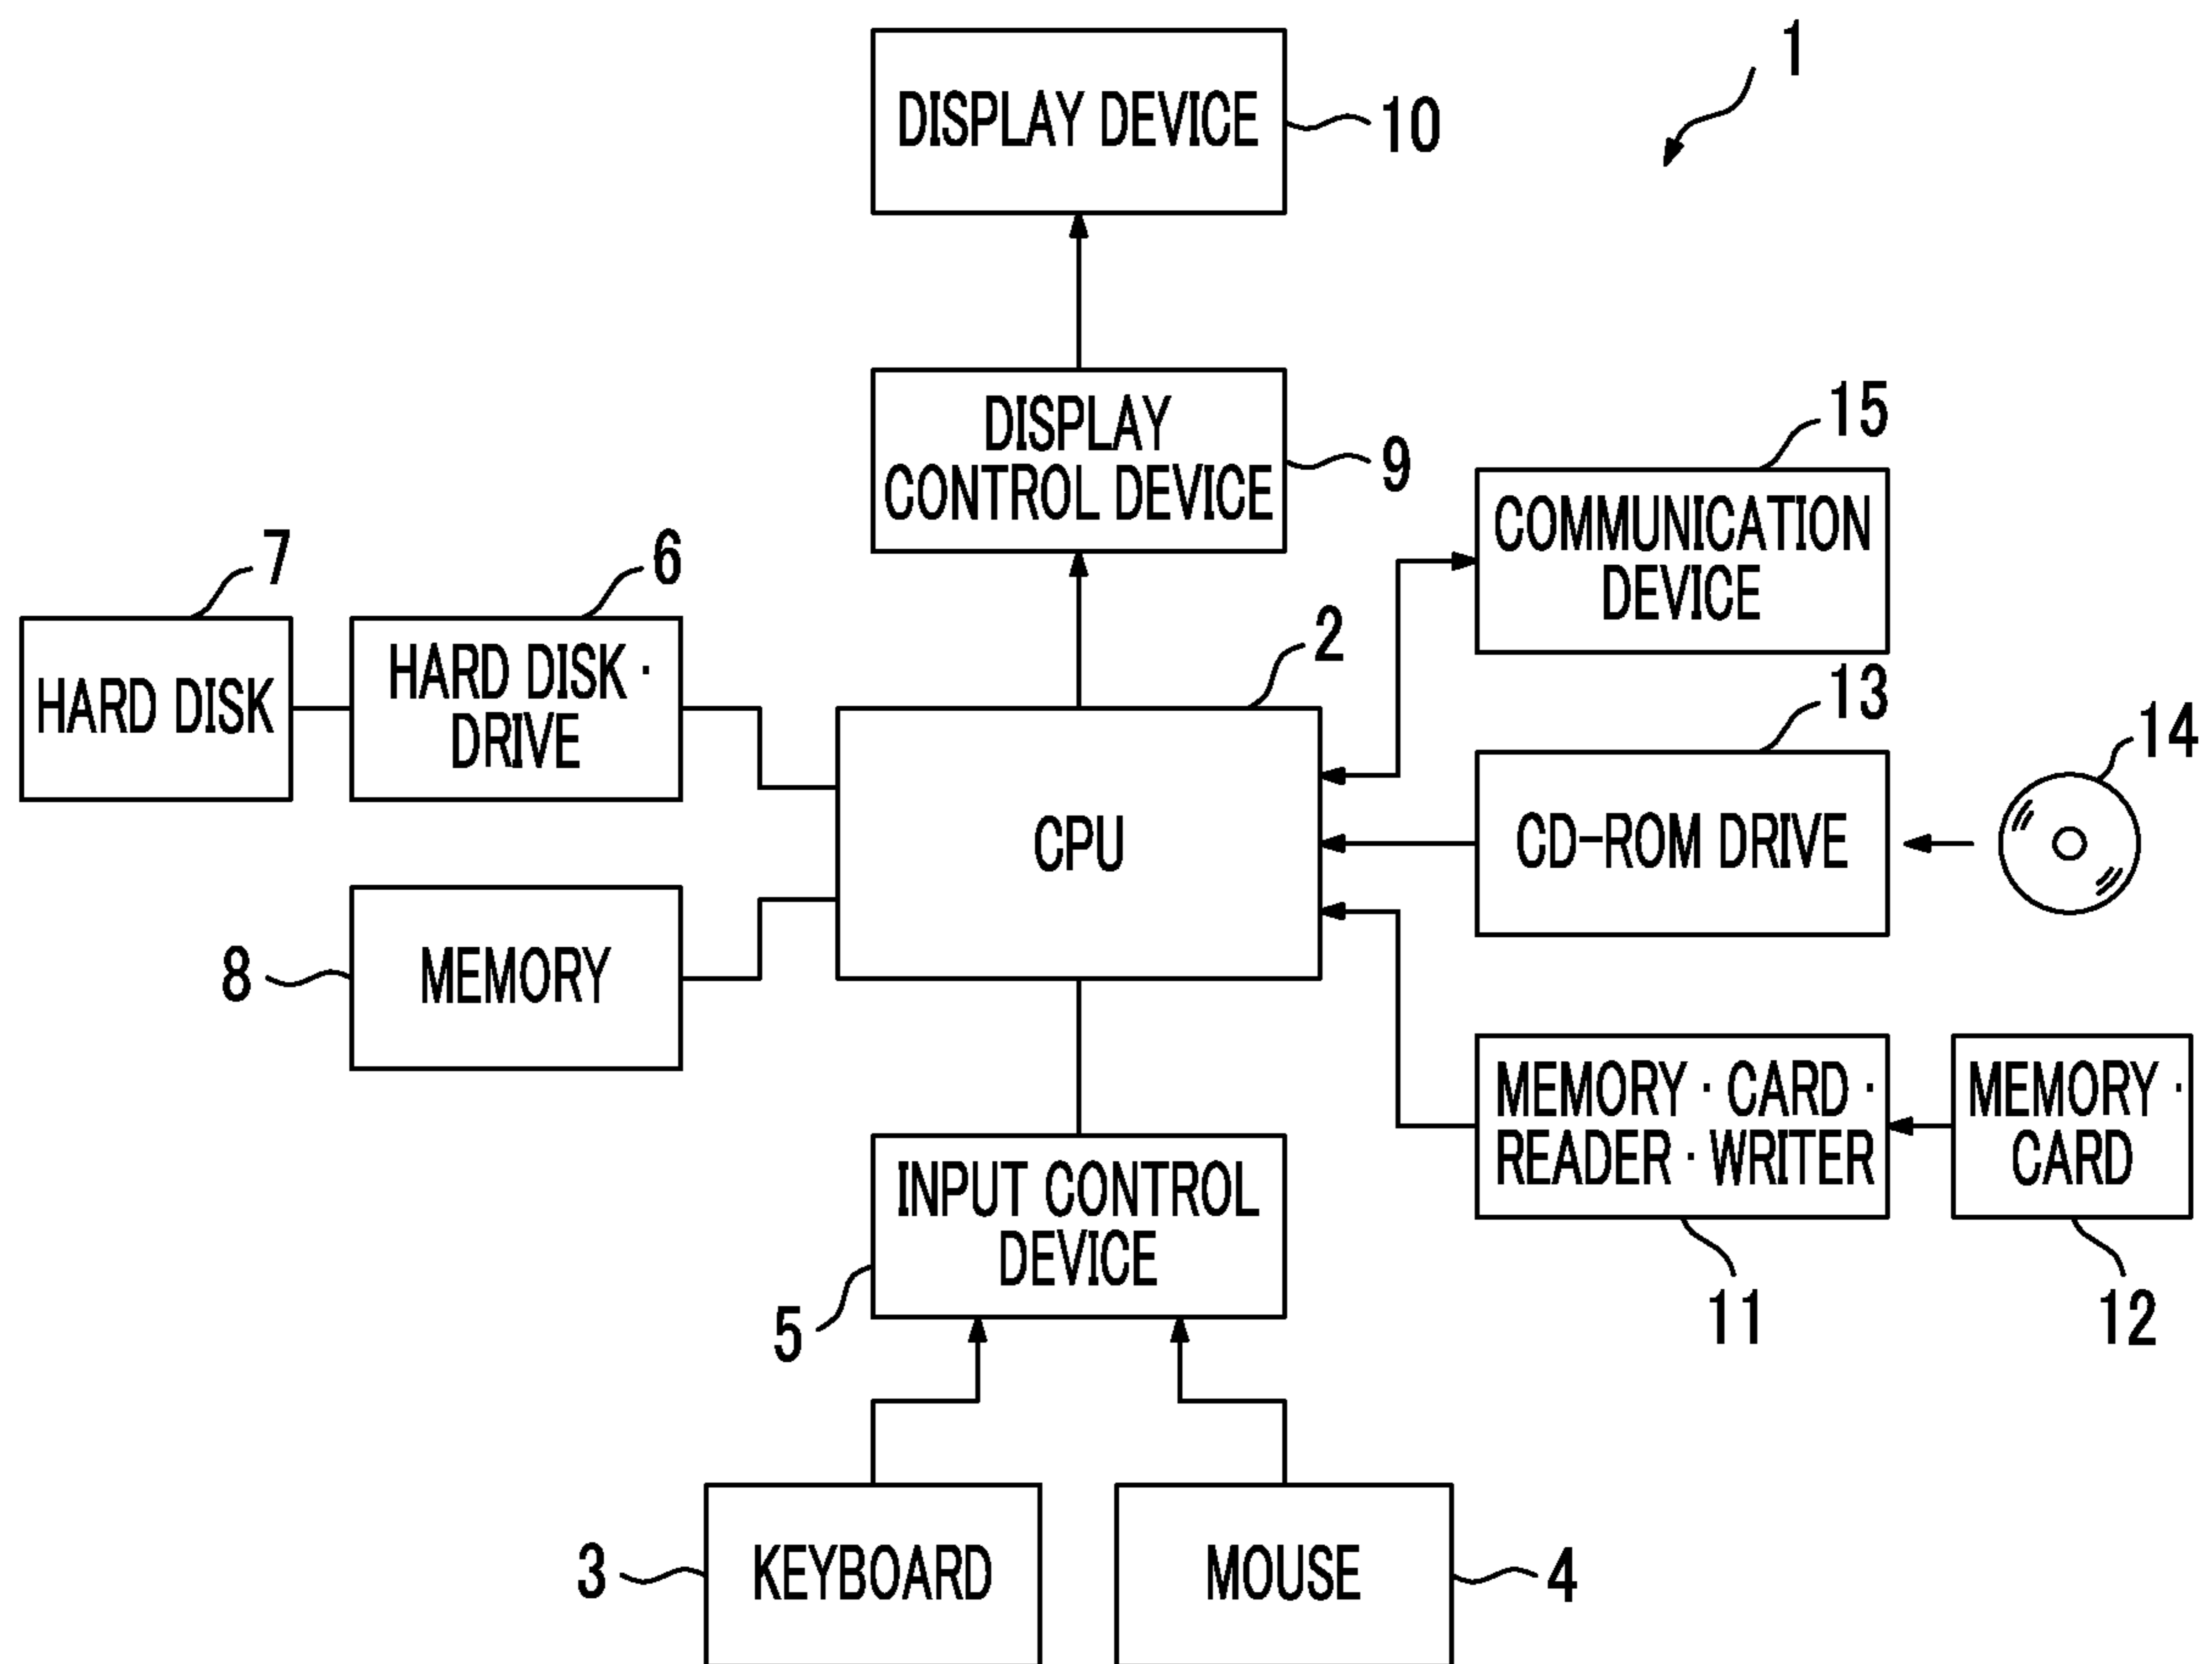 1
DISPLAY DEVICE
10
DISPLAY
CONTROL DEVICE
9
15
COMMUNICATION
DEVICE
7
HARD DISK
6
HARD DISK·
DRIVE
2
CPU
13
CD-ROM DRIVE
14
8
MEMORY
INPUT CONTROL
DEVICE
5
MEMORY·CARD·
READER·WRITER
11
MEMORY·
CARD
12
3
KEYBOARD
MOUSE
4